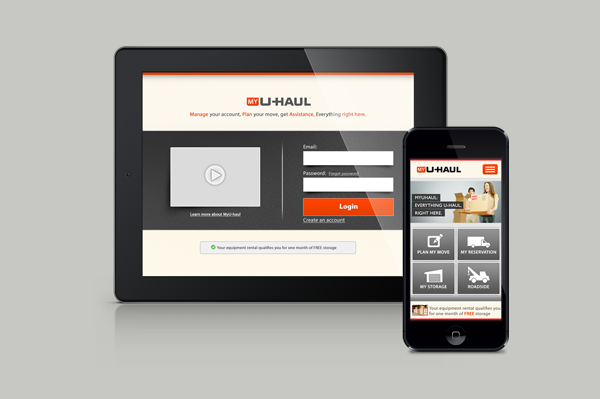 MY U-HAUL
Manage your account, Plan your move, get Assistance, Everything right here.
Email:
Password: Forgot password?
Login
Create an account
Learn more about MyU-haul
Your equipment rental qualifies you for one month of FREE storage
MY U-HAUL
MYUHAUL.
EVERYTHING U-HAUL.
RIGHT HERE.
PLAN MY MOVE
MY RESERVATION
MY STORAGE
ROADSIDE
Your equipment rental qualifies you
for one month of FREE storage